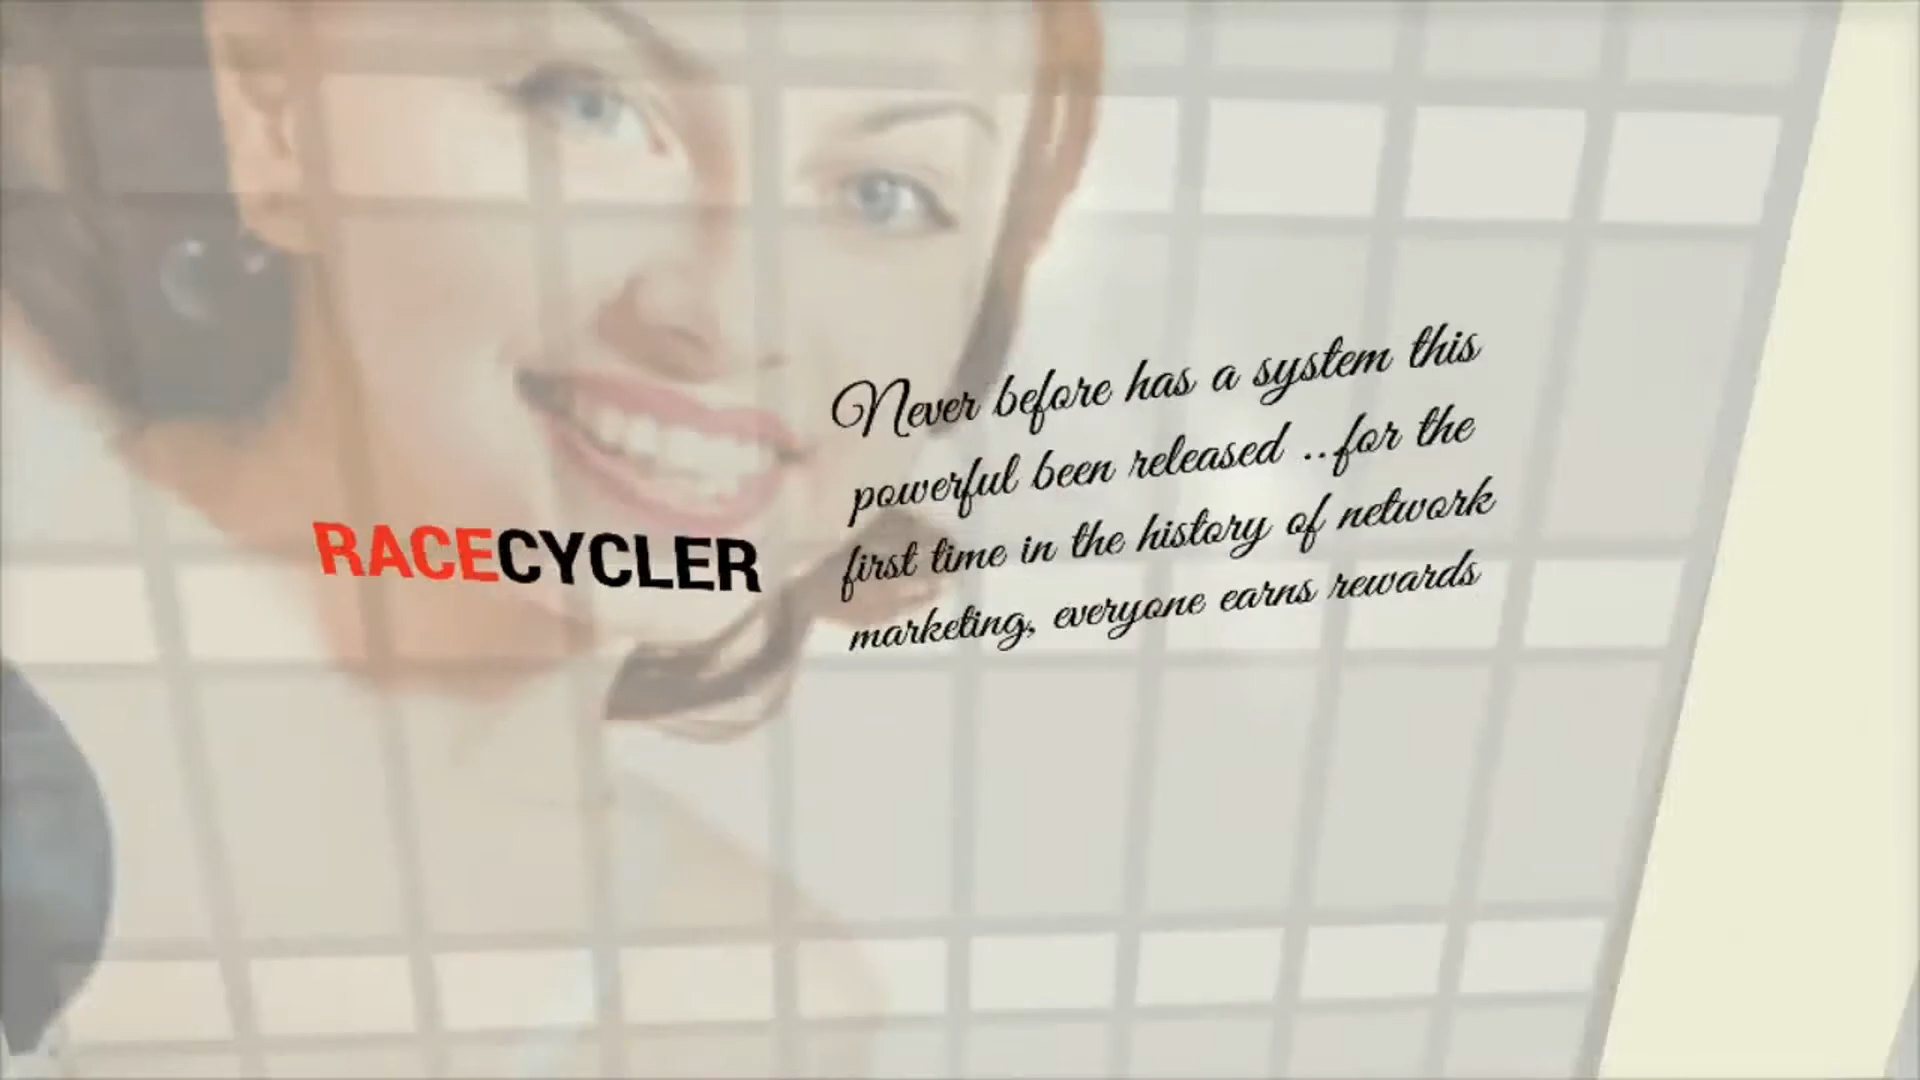 RACECYCLER
Never before has a system this
powerful been released ..for the
first time in the history of network
marketing, everyone earns rewards